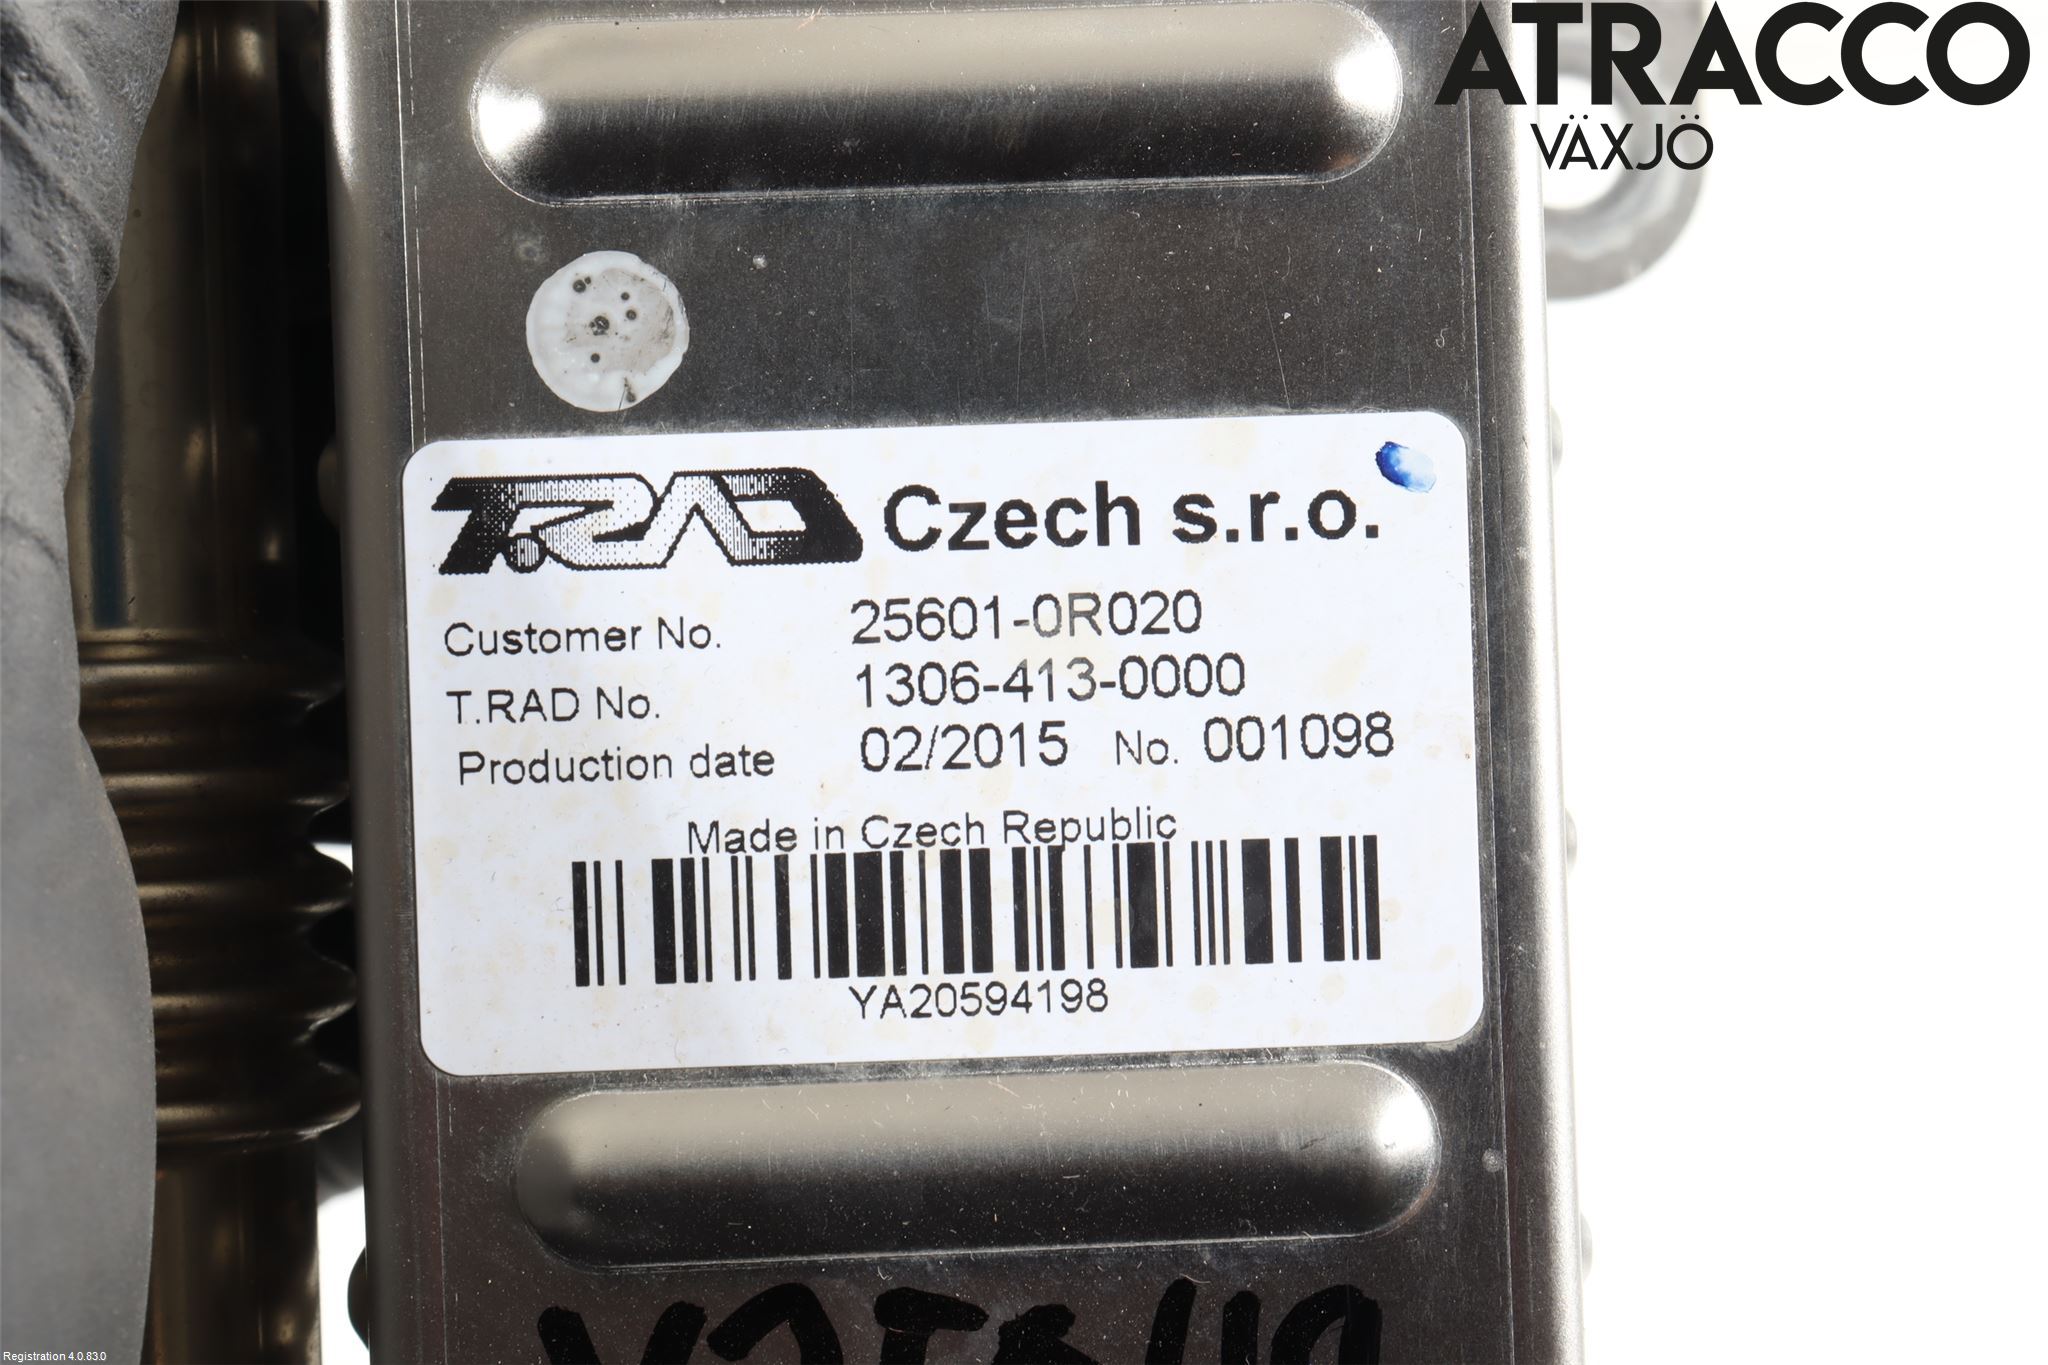 ATRACCO
VÄXJÖ
T.RAD Czech s.r.o.
Customer No. 25601-0R020
T.RAD No. 1306-413-0000
Production date 02/2015 No. 001098
Made in Czech Republic
YA20594198
Registration 4.0.83.0